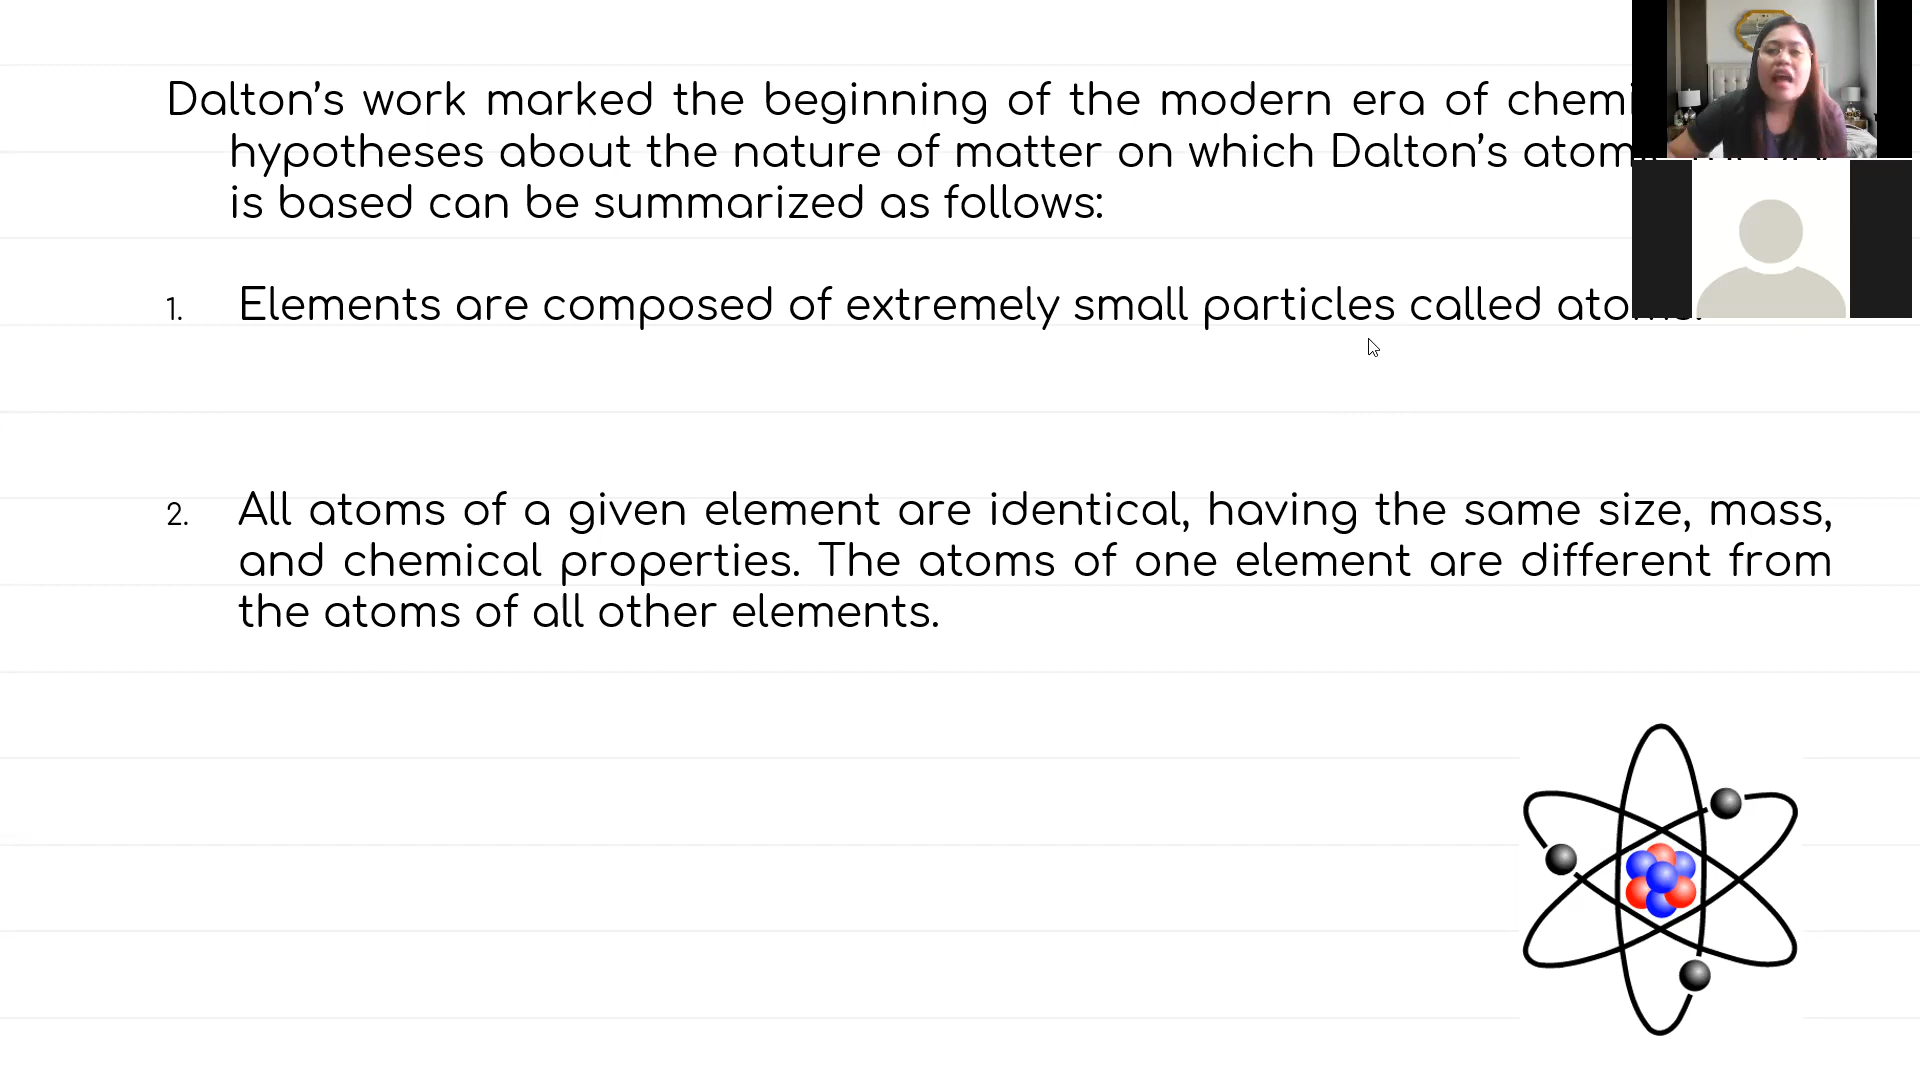 Dalton’s work marked the beginning of the modern era of
hypotheses about the nature of matter on which Dalton’s
is based can be summarized as follows:
1. Elements are composed of extremely small particles called
2. All atoms of a given element are identical, having the same size, mass,
and chemical properties. The atoms of one element are different from
the atoms of all other elements.